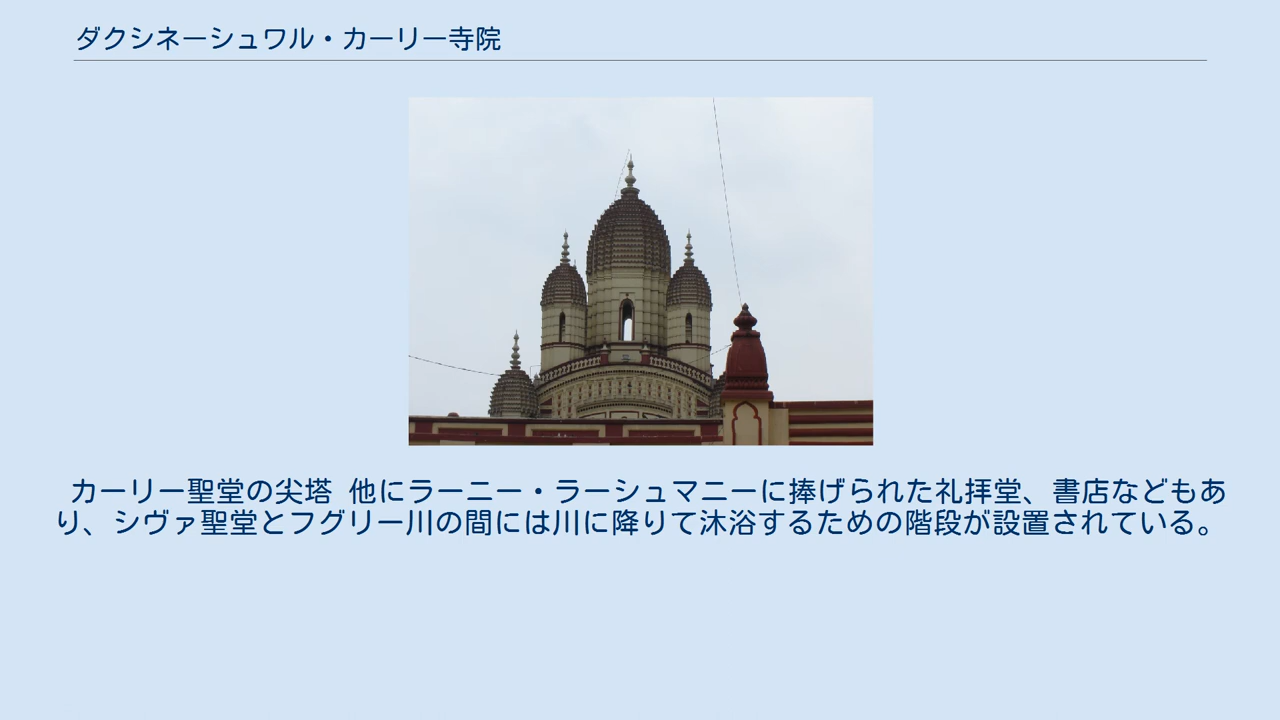 ダクシネーシュワル・カーリー寺院
カーリー聖堂の尖塔 他にラーニー・ラーシュマニーに捧げられた礼拝堂、書店などもあ
り、シヴァ聖堂とフグリー川の間には川に降りて沐浴するための階段が設置されている。